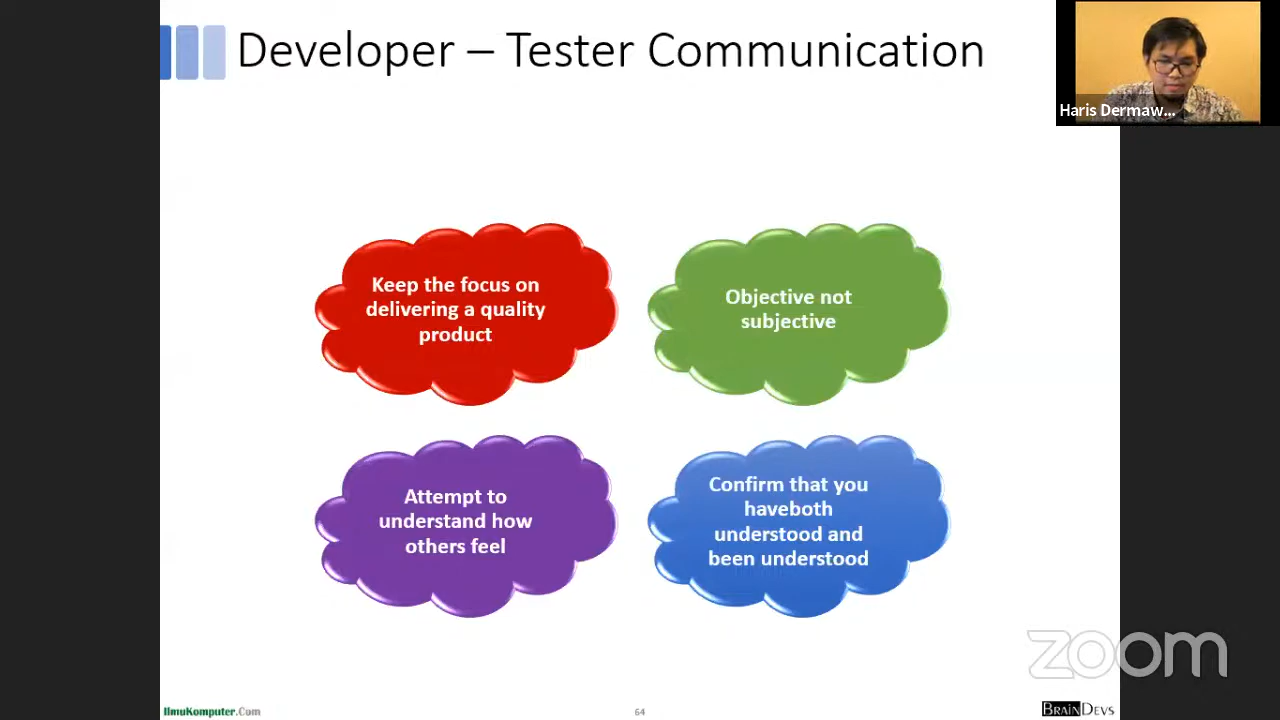 Developer – Tester Communication
Haris Dermaw...
Keep the focus on
delivering a quality
product
Objective not
subjective
Attempt to
understand how
others feel
Confirm that you
haveboth
understood and
been understood
zoom
IlmuKomputer.Com
64
BRAINDEVS